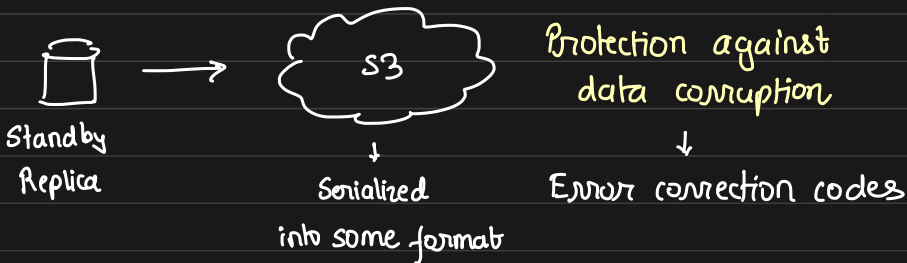 S3
Standby
Replica
Serialized
into some format
Protection against
data corruption
Error correction codes